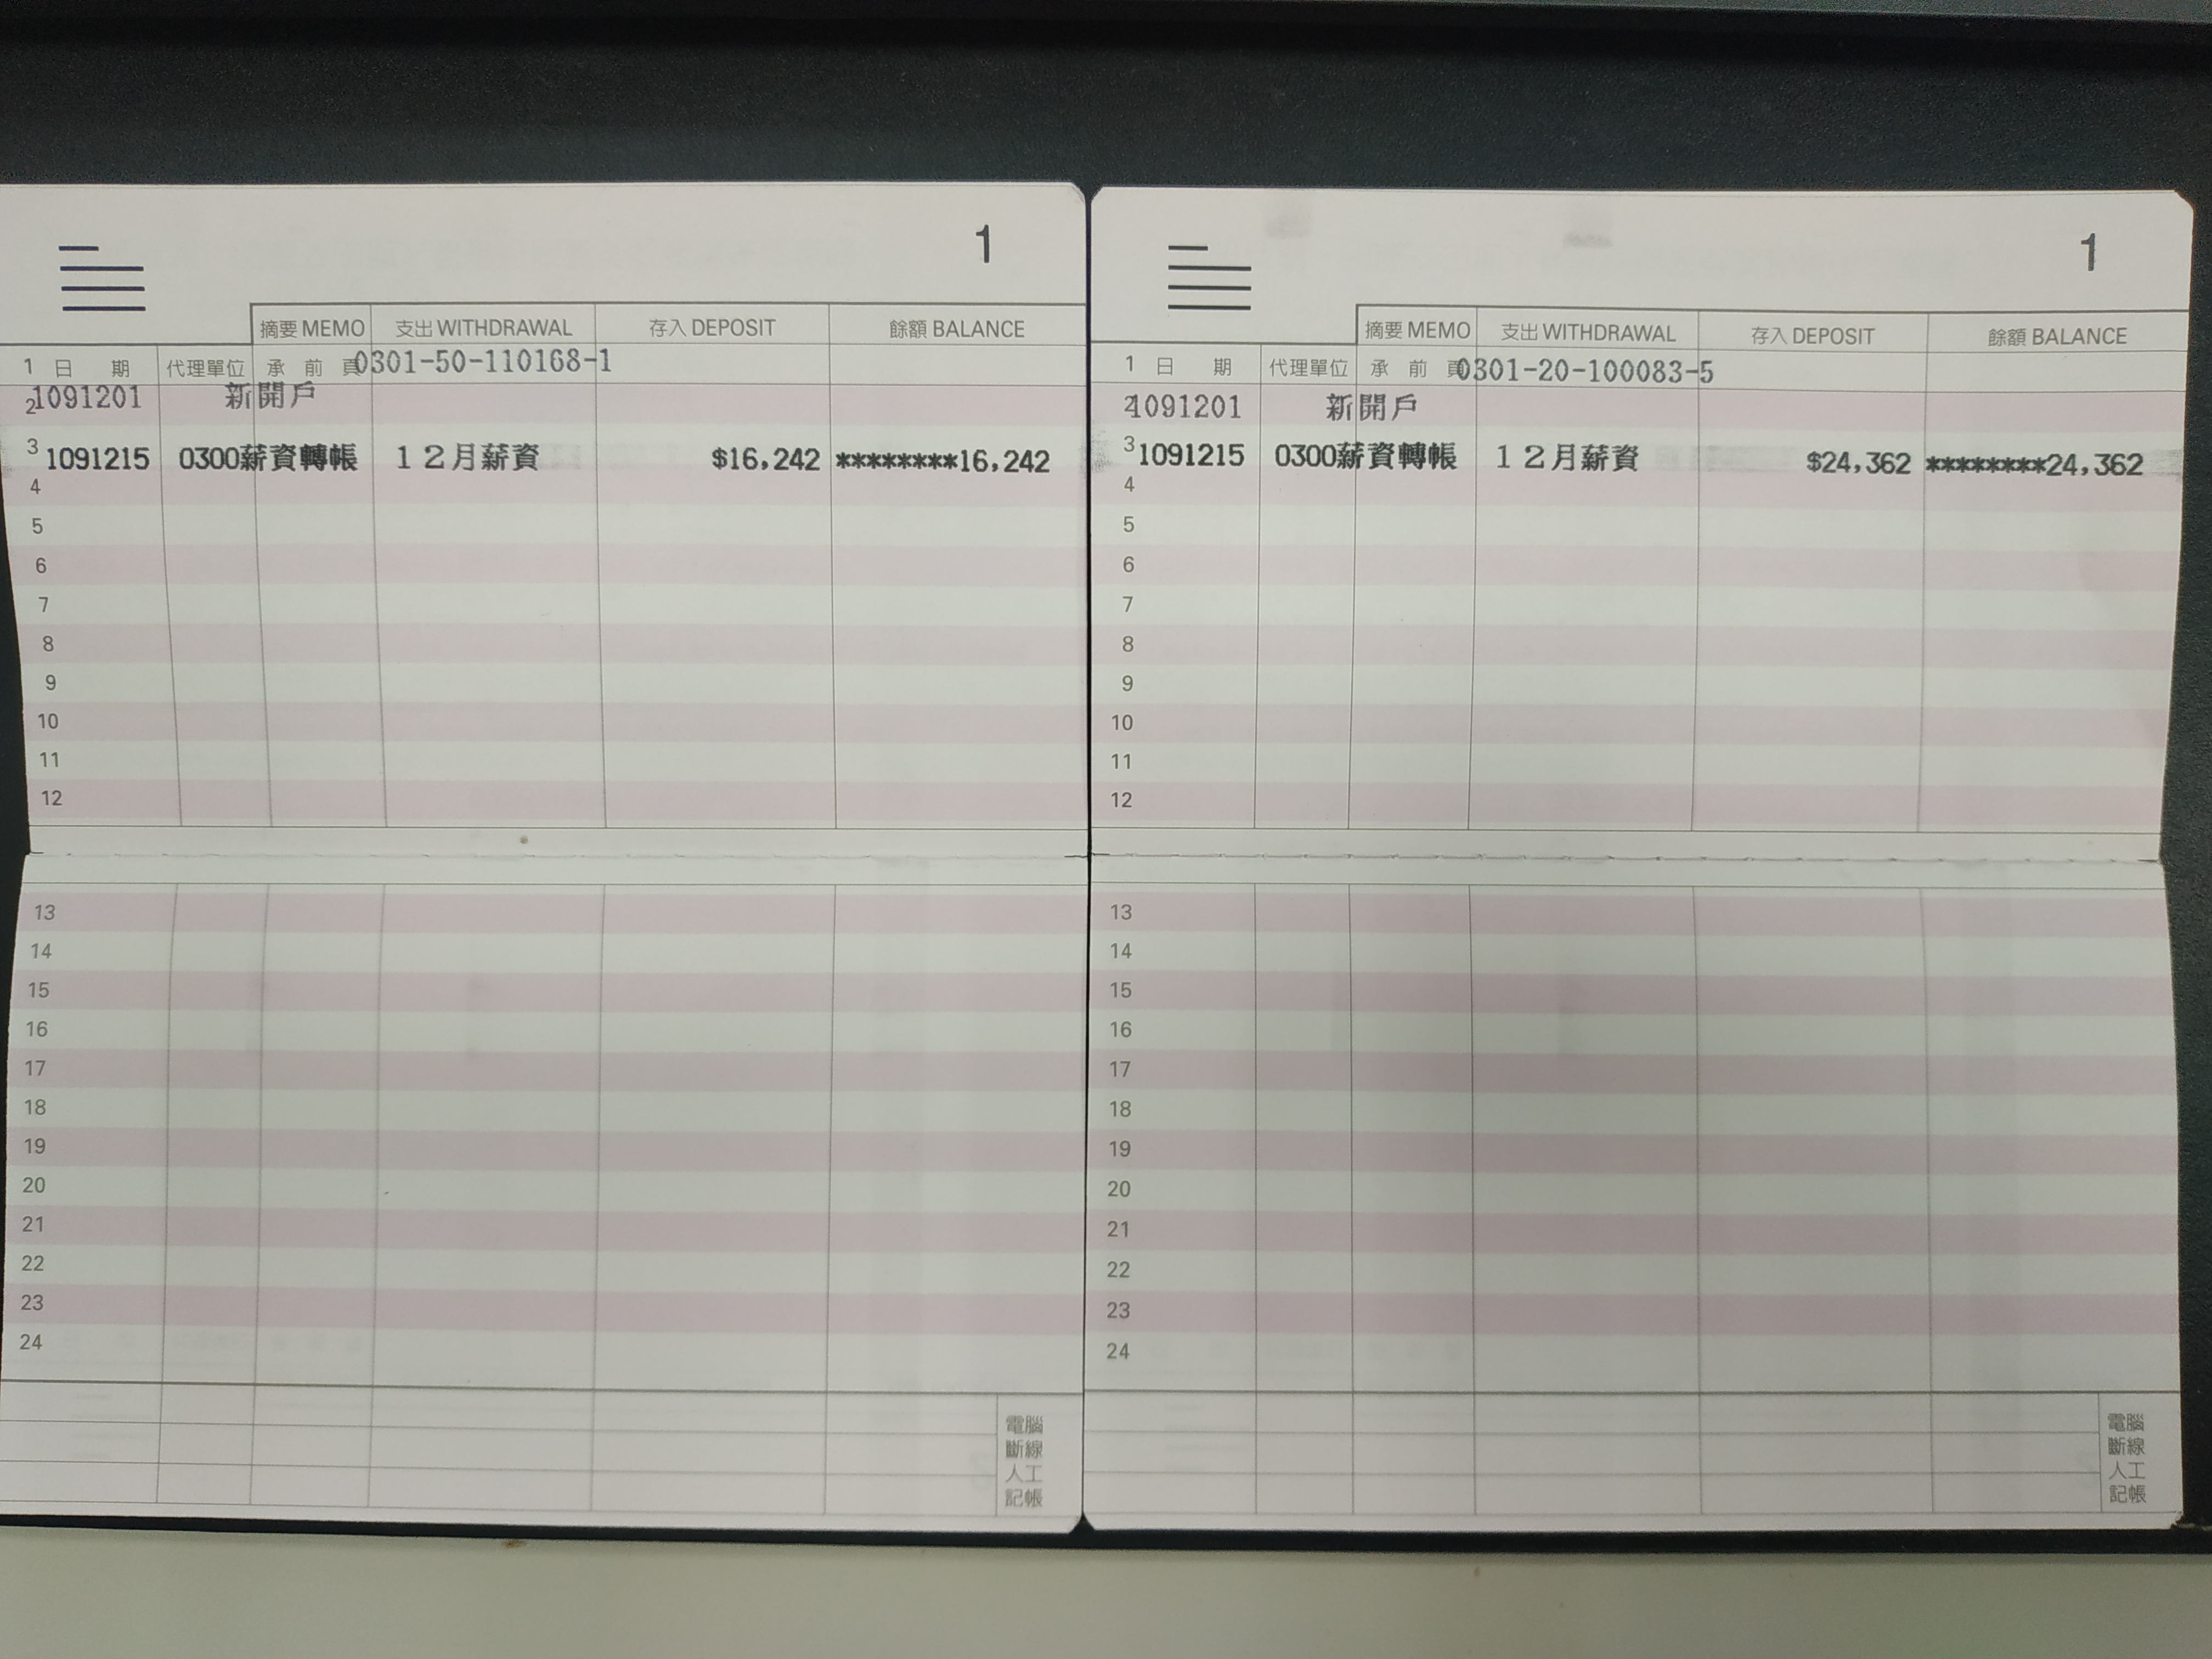 1
摘要 MEMO 支出 WITHDRAWAL 存入 DEPOSIT 餘額 BALANCE
1 日 期 代理單位 承 前 頁 0301-50-110168-1
2 1091201 新開戶
3 1091215 0300薪資轉帳 12月薪資 $16,242 *********16,242
4
5
6
7
8
9
10
11
12
13
14
15
16
17
18
19
20
21
22
23
24
電腦
斷線
人工
記帳
1
摘要 MEMO 支出 WITHDRAWAL 存入 DEPOSIT 餘額 BALANCE
1 日 期 代理單位 承 前 頁 0301-20-100083-5
2 1091201 新開戶
3 1091215 0300薪資轉帳 12月薪資 $24,362 *********24,362
4
5
6
7
8
9
10
11
12
13
14
15
16
17
18
19
20
21
22
23
24
電腦
斷線
人工
記帳